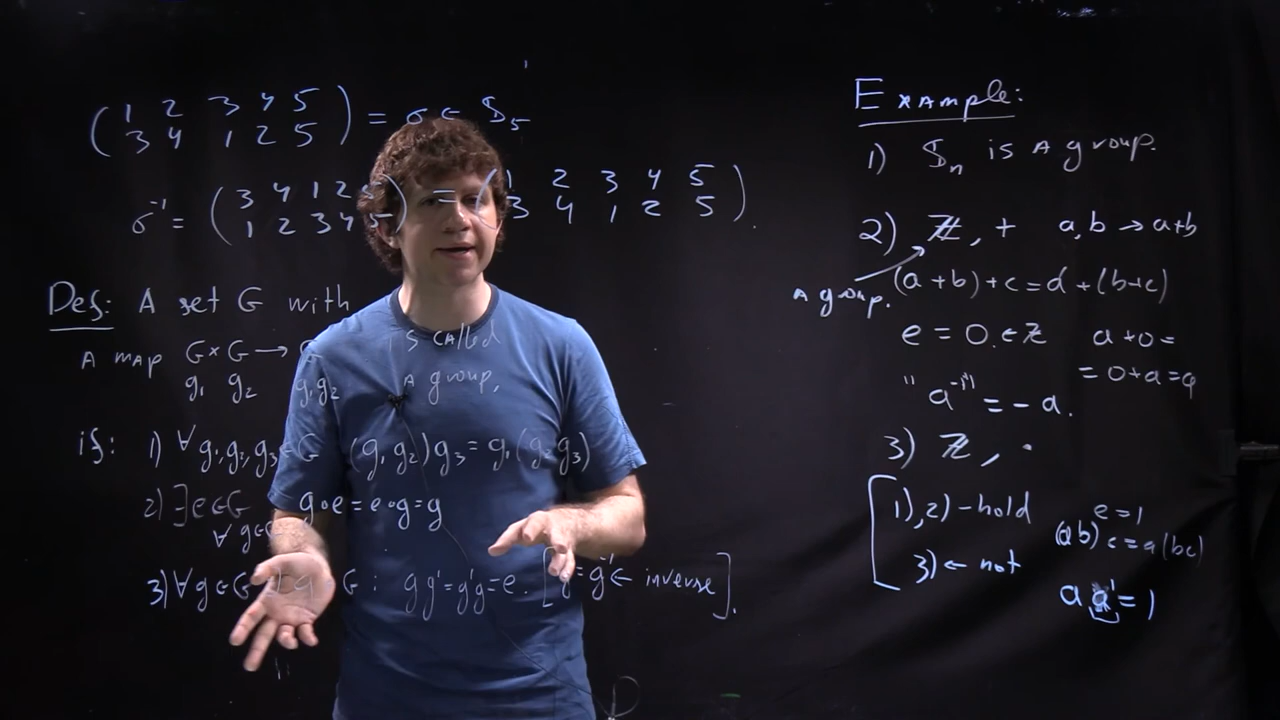 (1 2 3 4 5
3 4 1 2 5) = σ ∈ S₅
σ⁻¹ = (3 4 1 2 5
1 2 3 4 5) = (1 2 3 4 5
3 4 1 2 5).
Def: A set G with
A map G×G → G is called
g₁ g₂ g₁g₂ a group,
if: 1) ∀ g₁,g₂,g₃ ∈ G (g₁g₂)g₃ = g₁(g₂g₃)
2) ∃ e∈G g∘e = e∘g = g
∀ g∈G
3) ∀ g∈G G : gg' = g'g = e. [g' = g⁻¹ ← inverse].
Example:
1) Sₙ is a group.
2) ℤ, + a,b → a+b
a group. (a+b)+c = d+(b+c)
e = 0 ∈ ℤ a+0=
= 0+a=a
"a⁻¹" = -a.
3) ℤ, ·
1), 2) - hold e=1
(ab)c=a(bc)
3) ← not
a a' = 1